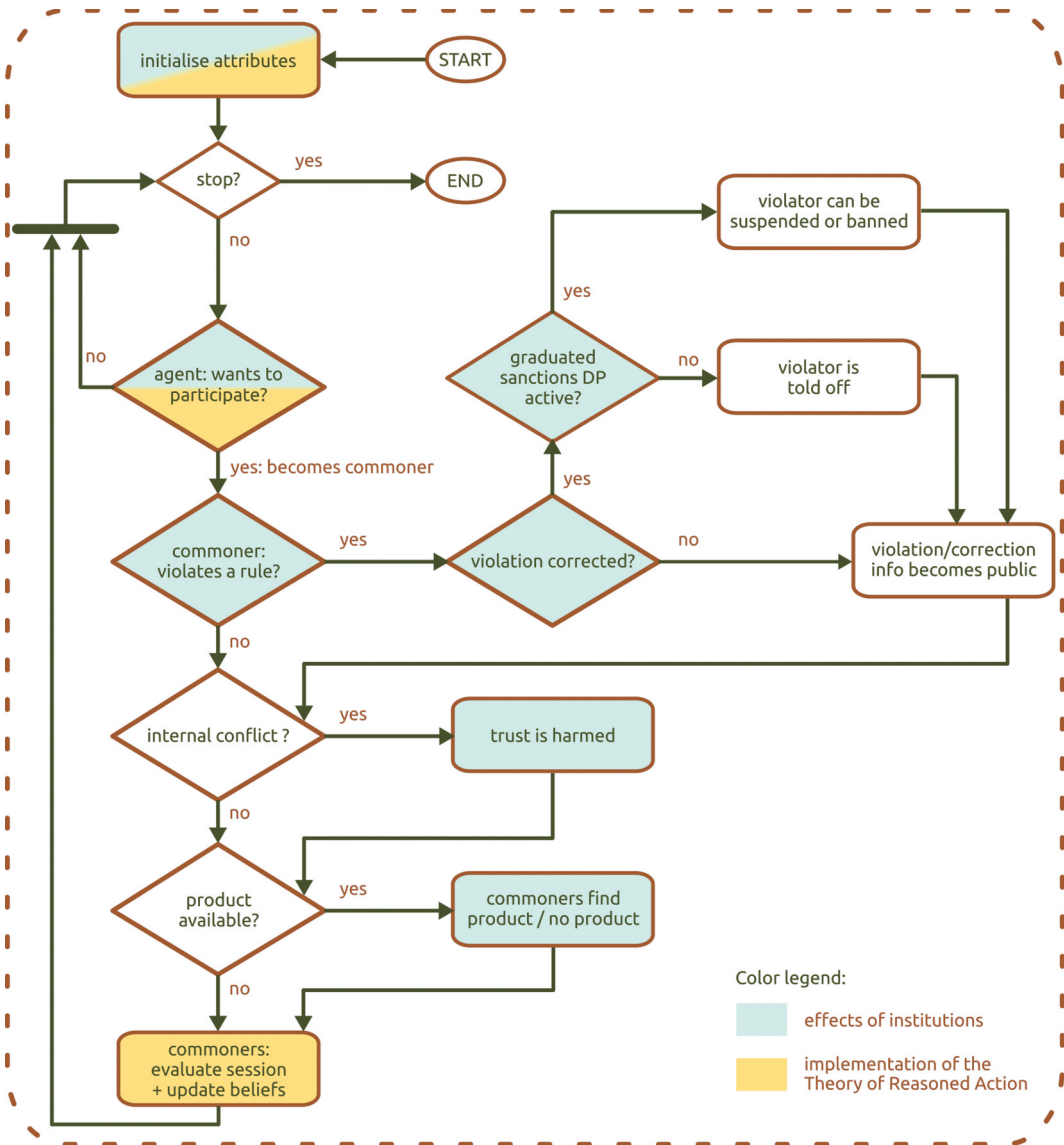 initialise attributes
START
stop?
yes
END
no
agent: wants to
participate?
no
yes: becomes commoner
commoner:
violates a rule?
yes
violation corrected?
yes
no
graduated
sanctions DP
active?
yes
no
violator can be
suspended or banned
violator is
told off
violation/correction
info becomes public
no
internal conflict ?
yes
trust is harmed
no
product
available?
yes
commoners find
product / no product
no
commoners:
evaluate session
+ update beliefs
Color legend:
effects of institutions
implementation of the
Theory of Reasoned Action